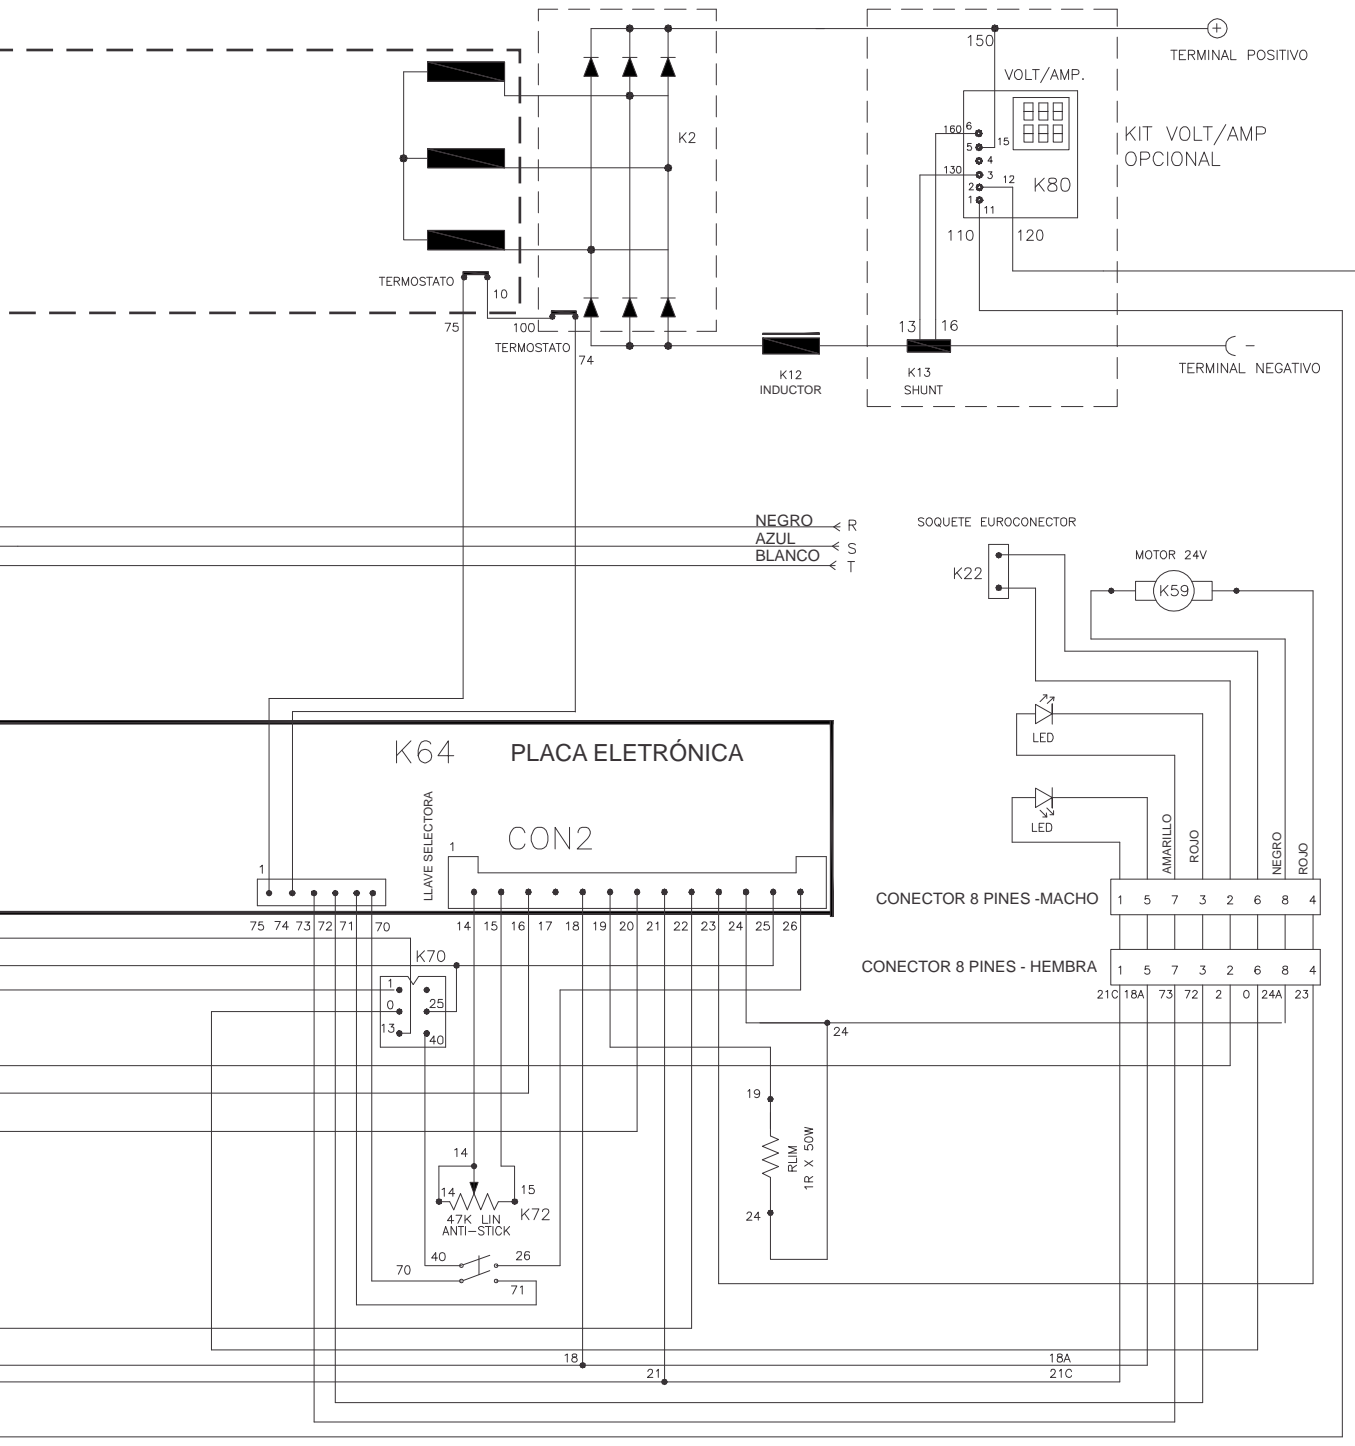 150
+
TERMINAL POSITIVO
VOLT/AMP.
K2
160 6
5 15
4
130 3
2 12
1 11
K80
KIT VOLT/AMP
OPCIONAL
110 120
TERMOSTATO
10
75 100
TERMOSTATO
74
13 16
K12
INDUCTOR
K13
SHUNT
-
TERMINAL NEGATIVO
NEGRO R
AZUL S
BLANCO T
SOQUETE EUROCONECTOR
K22
MOTOR 24V
K59
LED
LED
AMARILLO
ROJO
NEGRO
ROJO
K64 PLACA ELETRÓNICA
LLAVE SELECTORA
CON2
1
1
CONECTOR 8 PINES -MACHO 1 5 7 3 2 6 8 4
75 74 73 72 71 70
14 15 16 17 18 19 20 21 22 23 24 25 26
K70
1
0 25
13 40
CONECTOR 8 PINES - HEMBRA 1 5 7 3 2 6 8 4
21C 18A 73 72 2 0 24A 23
24
19
RLIM
1R X 50W
24
14
14 15
K72
47K LIN
ANTI-STICK
40 26
70 71
18 18A
21 21C